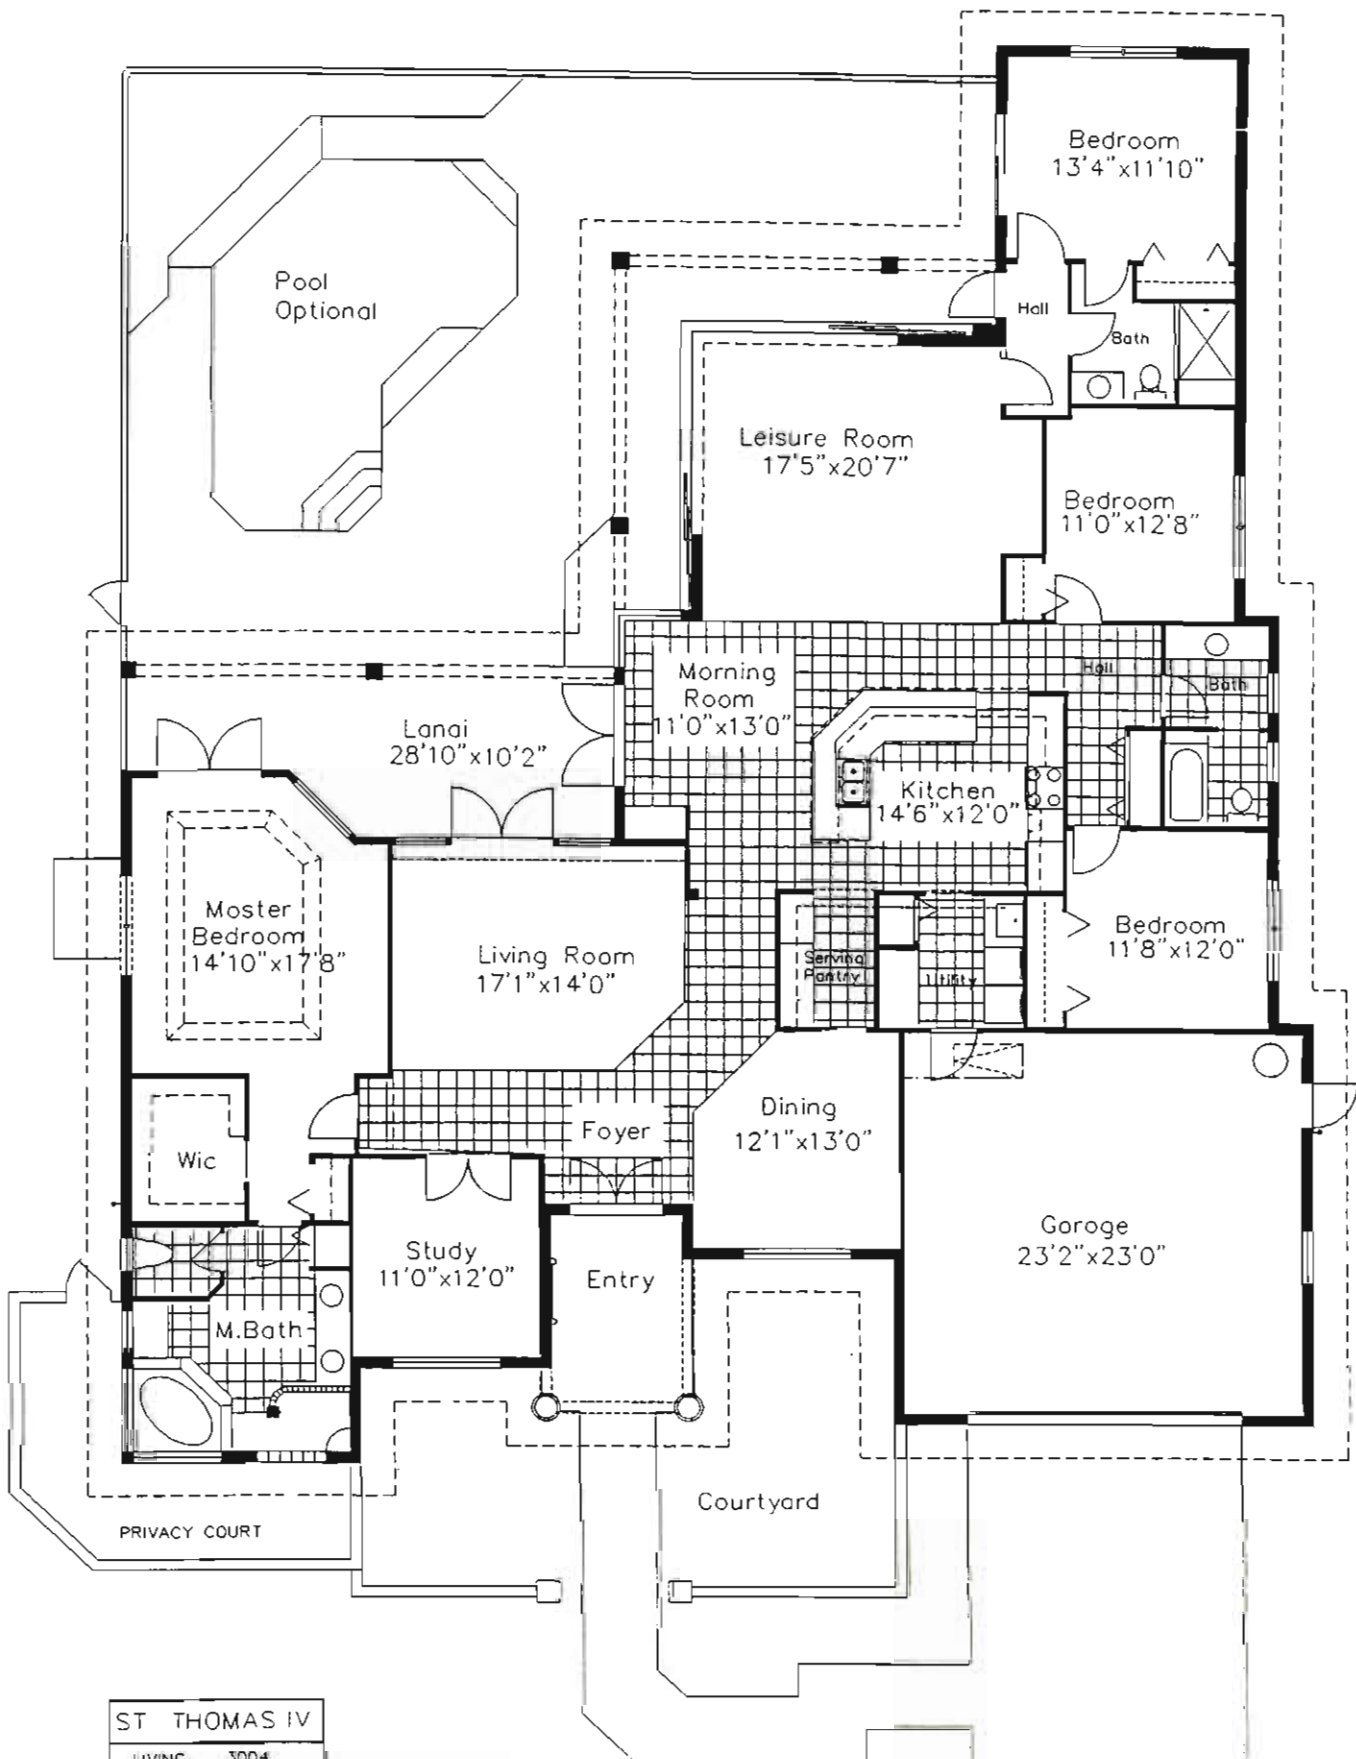 Bedroom
13'4"x11'10"
Pool
Optional
Hall
Bath
Leisure Room
17'5"x20'7"
Bedroom
11'0"x12'8"
Morning
Room
11'0"x13'0"
Hall
Bath
Lanai
28'10"x10'2"
Kitchen
14'6"x12'0"
Master
Bedroom
14'10"x17'8"
Living Room
17'1"x14'0"
Serving
Pantry
Utility
Bedroom
11'8"x12'0"
Dining
12'1"x13'0"
Foyer
Wic
Study
11'0"x12'0"
Entry
Garage
23'2"x23'0"
M.Bath
Courtyard
PRIVACY COURT
ST THOMAS IV
LIVING 3004